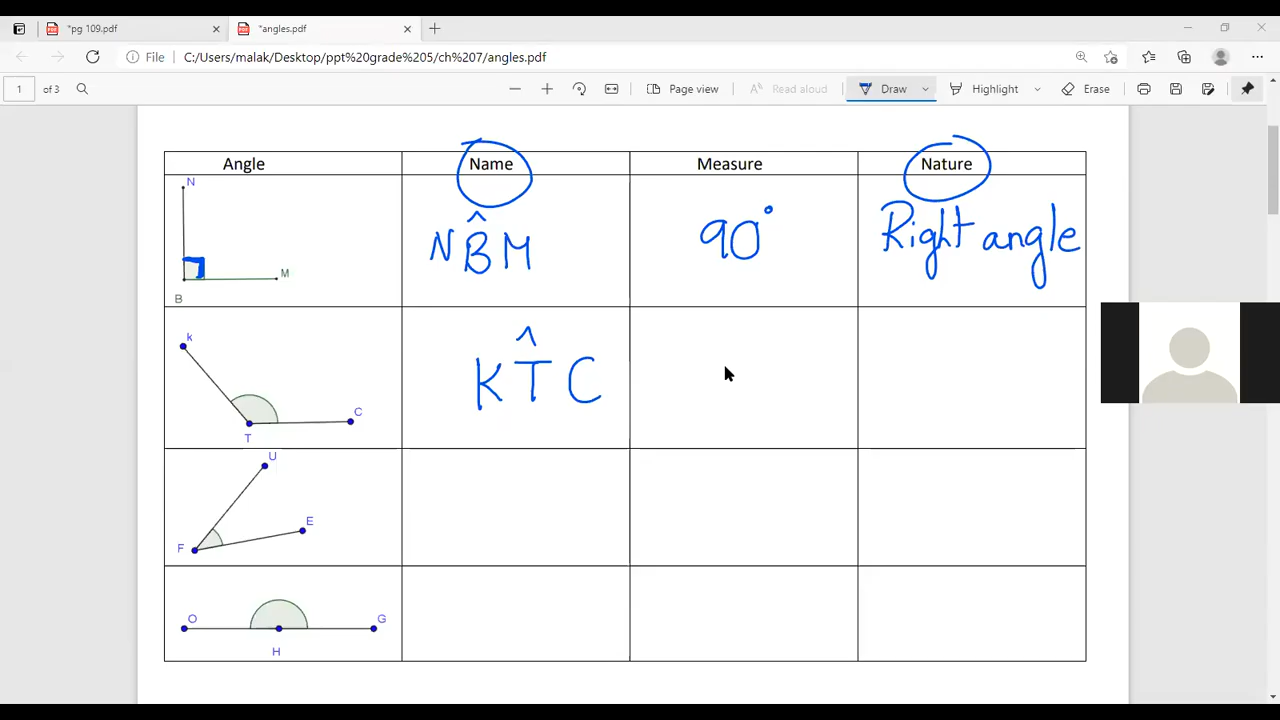 *pg 109.pdf
*angles.pdf
File
C:/Users/malak/Desktop/ppt%20grade%205/ch%207/angles.pdf
1 of 3
Page view
Read aloud
Draw
Highlight
Erase
Angle Name Measure Nature
N
B
M
NB̂M 90° Right angle
k
T
C
KT̂C
U
F
E
O
H
G